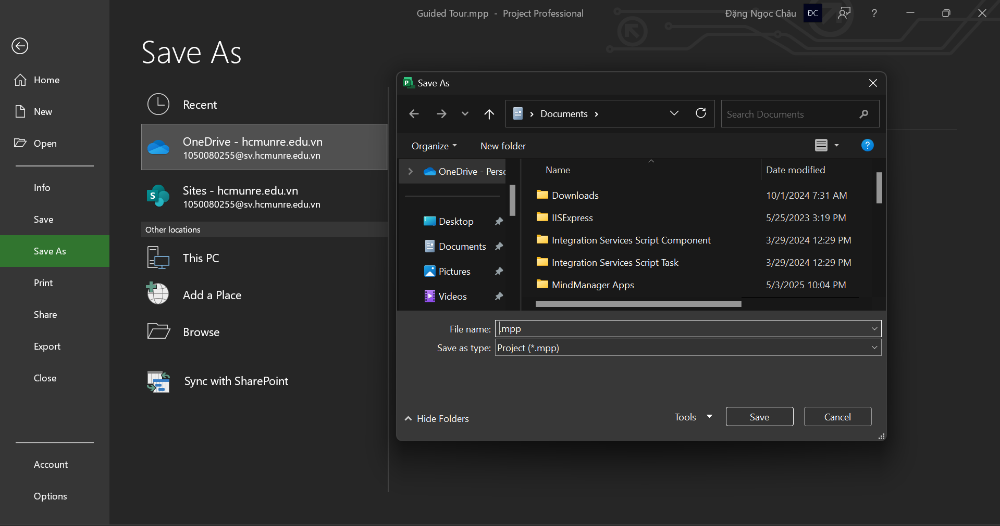 Guided Tour.mpp - Project Professional
Đặng Ngọc Châu
ĐC
?
Home
New
Open
Info
Save
Save As
Print
Share
Export
Close
Account
Options
Save As
Recent
OneDrive - hcmunre.edu.vn
1050080255@sv.hcmunre.edu.vn
S
Sites - hcmunre.edu.vn
1050080255@sv.hcmunre.edu.vn
Other locations
This PC
Add a Place
Browse
Sync with SharePoint
P
Save As
Documents
Search Documents
Organize
New folder
?
OneDrive - Perso
Desktop
Documents
Pictures
Videos
Name
Date modified
Downloads
10/1/2024 7:31 AM
IISExpress
5/25/2023 3:19 PM
Integration Services Script Component
3/29/2024 12:29 PM
Integration Services Script Task
3/29/2024 12:29 PM
MindManager Apps
5/3/2025 10:04 PM
File name:
.mpp
Save as type:
Project (*.mpp)
Hide Folders
Tools
Save
Cancel